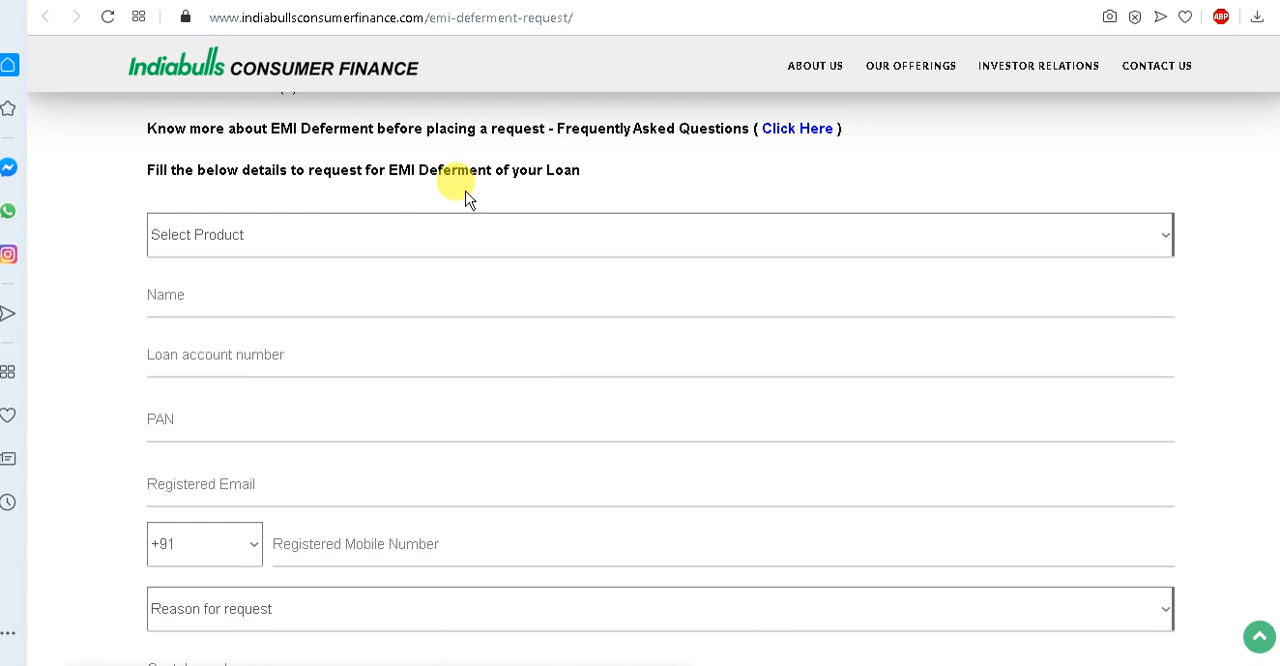 www.indiabullsconsumerfinance.com/emi-deferment-request/
ABP
Indiabulls CONSUMER FINANCE
ABOUT US
OUR OFFERINGS
INVESTOR RELATIONS
CONTACT US
Know more about EMI Deferment before placing a request - Frequently Asked Questions ( Click Here )
Fill the below details to request for EMI Deferment of your Loan
Select Product
Name
Loan account number
PAN
Registered Email
+91
Registered Mobile Number
Reason for request